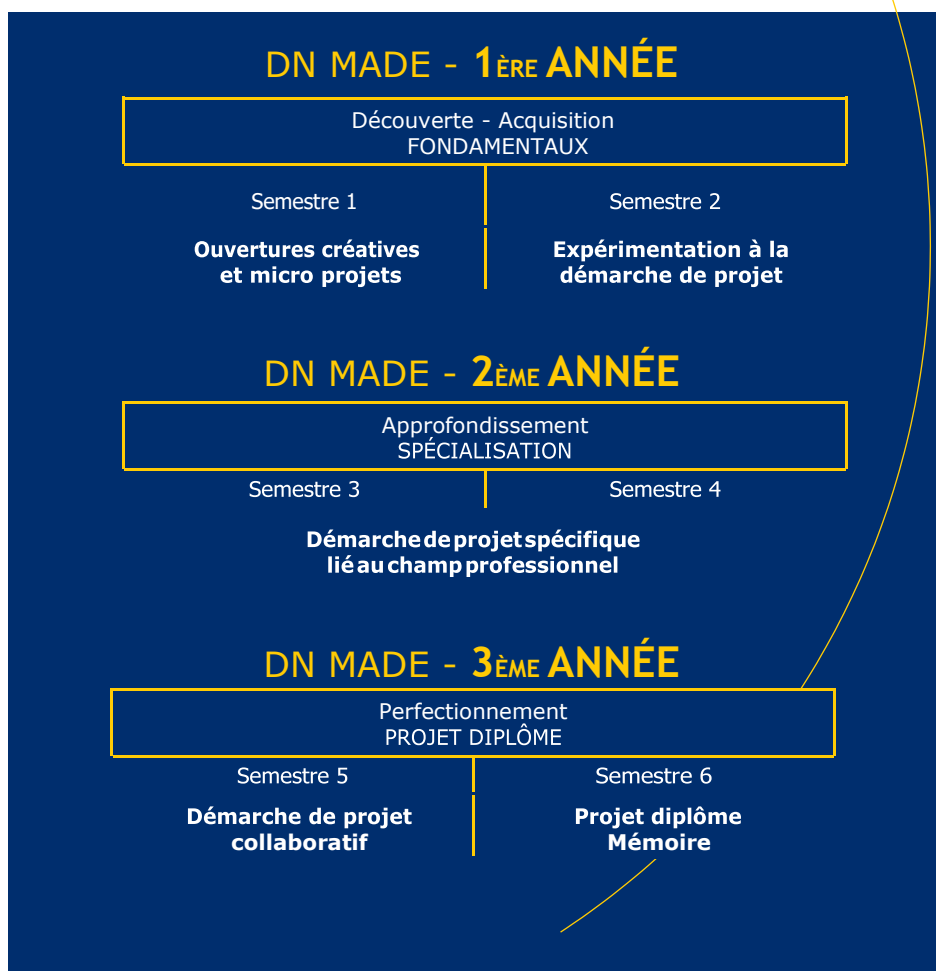 DN MADE - 1ÈRE ANNÉE
Découverte - Acquisition
FONDAMENTAUX
Semestre 1
Semestre 2
Ouvertures créatives
et micro projets
Expérimentation à la
démarche de projet
DN MADE - 2ÈME ANNÉE
Approfondissement
SPÉCIALISATION
Semestre 3
Semestre 4
Démarche de projet spécifique
lié au champ professionnel
DN MADE - 3ÈME ANNÉE
Perfectionnement
PROJET DIPLÔME
Semestre 5
Semestre 6
Démarche de projet
collaboratif
Projet diplôme
Mémoire